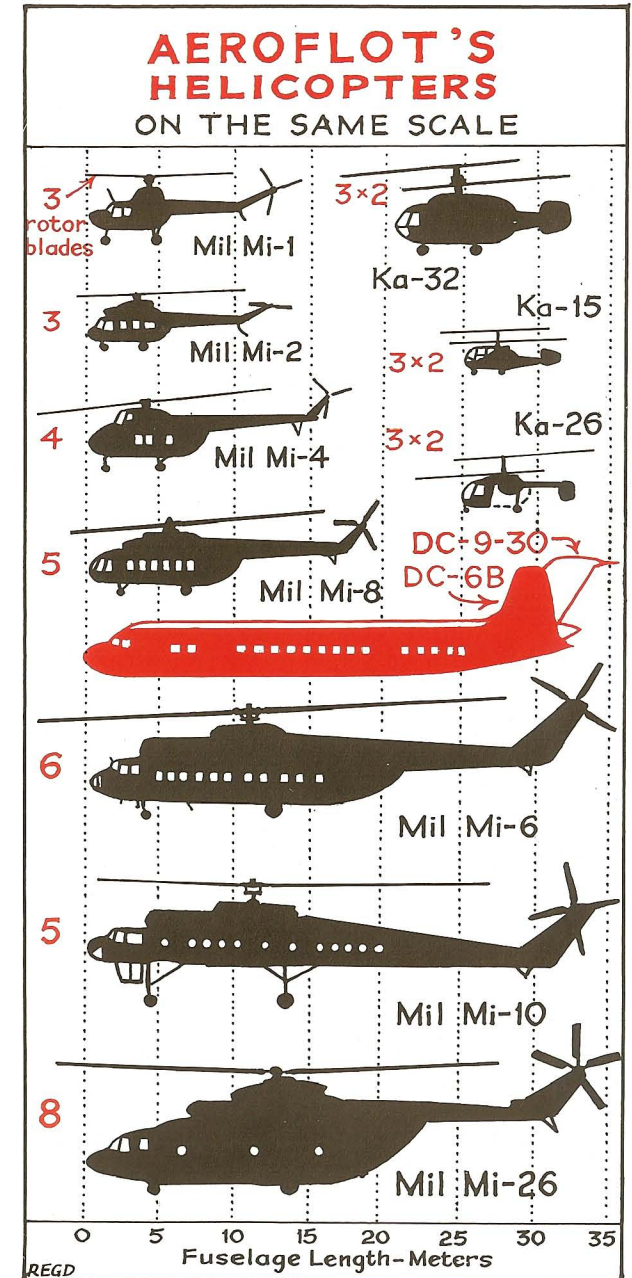 AEROFLOT'S
HELICOPTERS
ON THE SAME SCALE
3
rotor
blades
Mil Mi-1
3×2
Ka-32
3
Mil Mi-2
Ka-15
3×2
4
Mil Mi-4
Ka-26
3×2
5
Mil Mi-8
DC-9-30
DC-6B
6
Mil Mi-6
5
Mil Mi-10
8
Mil Mi-26
0 5 10 15 20 25 30 35
Fuselage Length-Meters
REGD